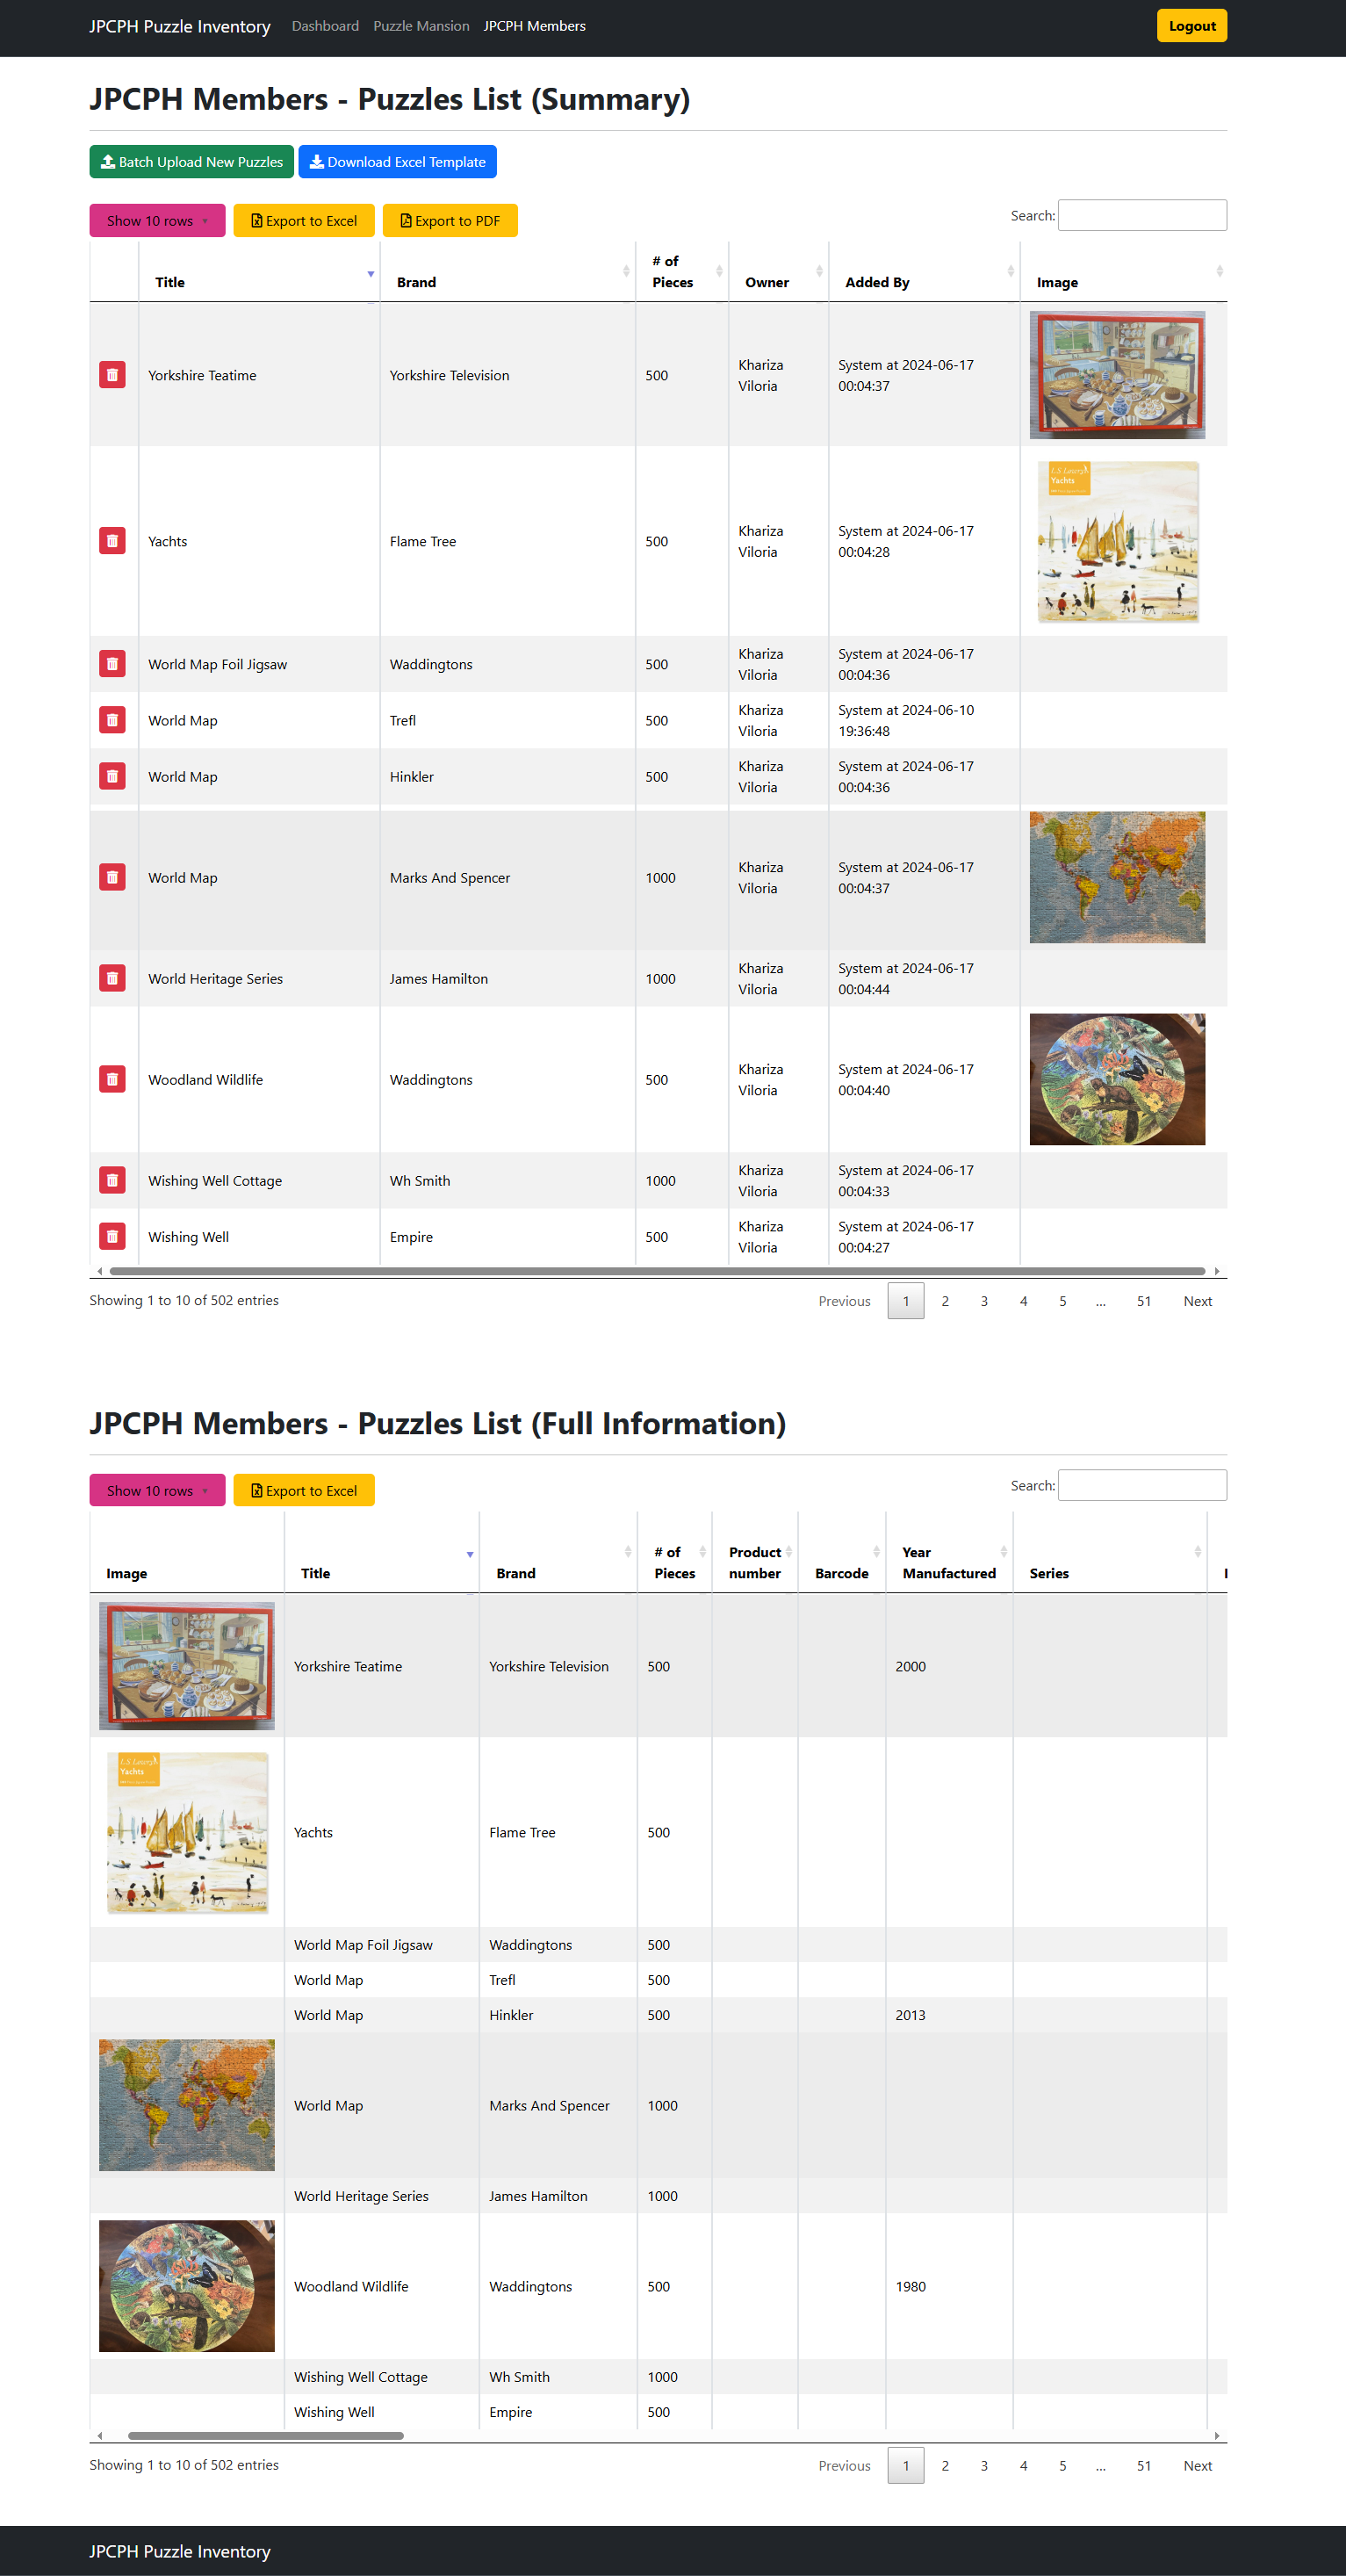 JPCPH Puzzle Inventory Dashboard Puzzle Mansion JPCPH Members Logout
JPCPH Members - Puzzles List (Summary)
Batch Upload New Puzzles Download Excel Template
Show 10 rows Export to Excel Export to PDF Search:
Title Brand # of Pieces Owner Added By Image
Yorkshire Teatime Yorkshire Television 500 Khariza Viloria System at 2024-06-17 00:04:37
L.S. Lowry
Yachts
Yachts Flame Tree 500 Khariza Viloria System at 2024-06-17 00:04:28
World Map Foil Jigsaw Waddingtons 500 Khariza Viloria System at 2024-06-17 00:04:36
World Map Trefl 500 Khariza Viloria System at 2024-06-10 19:36:48
World Map Hinkler 500 Khariza Viloria System at 2024-06-17 00:04:36
World Map Marks And Spencer 1000 Khariza Viloria System at 2024-06-17 00:04:37
World Heritage Series James Hamilton 1000 Khariza Viloria System at 2024-06-17 00:04:44
Woodland Wildlife Waddingtons 500 Khariza Viloria System at 2024-06-17 00:04:40
Wishing Well Cottage Wh Smith 1000 Khariza Viloria System at 2024-06-17 00:04:33
Wishing Well Empire 500 Khariza Viloria System at 2024-06-17 00:04:27
Showing 1 to 10 of 502 entries Previous 1 2 3 4 5 … 51 Next
JPCPH Members - Puzzles List (Full Information)
Show 10 rows Export to Excel Search:
Image Title Brand # of Pieces Product number Barcode Year Manufactured Series
Yorkshire Teatime Yorkshire Television 500 2000
L.S. Lowry
Yachts
Yachts Flame Tree 500
World Map Foil Jigsaw Waddingtons 500
World Map Trefl 500
World Map Hinkler 500 2013
World Map Marks And Spencer 1000
World Heritage Series James Hamilton 1000
Woodland Wildlife Waddingtons 500 1980
Wishing Well Cottage Wh Smith 1000
Wishing Well Empire 500
Showing 1 to 10 of 502 entries Previous 1 2 3 4 5 … 51 Next
JPCPH Puzzle Inventory